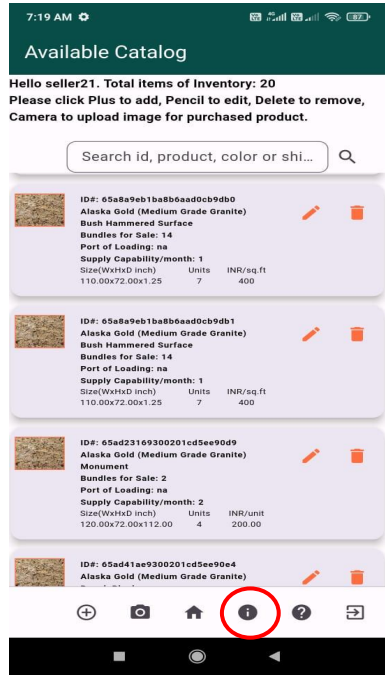 7:19 AM
4G
87
Available Catalog
Hello seller21. Total items of Inventory: 20
Please click Plus to add, Pencil to edit, Delete to remove,
Camera to upload image for purchased product.
Search id, product, color or shi...
ID#: 65a8a9eb1ba8b6aad0cb9db0
Alaska Gold (Medium Grade Granite)
Bush Hammered Surface
Bundles for Sale: 14
Port of Loading: na
Supply Capability/month: 1
Size(WxHxD inch) Units INR/sq.ft
110.00x72.00x1.25 7 400
ID#: 65a8a9eb1ba8b6aad0cb9db1
Alaska Gold (Medium Grade Granite)
Bush Hammered Surface
Bundles for Sale: 14
Port of Loading: na
Supply Capability/month: 1
Size(WxHxD inch) Units INR/sq.ft
110.00x72.00x1.25 7 400
ID#: 65ad23169300201cd5ee90d9
Alaska Gold (Medium Grade Granite)
Monument
Bundles for Sale: 2
Port of Loading: na
Supply Capability/month: 2
Size(WxHxD inch) Units INR/unit
120.00x72.00x112.00 4 200.00
ID#: 65ad41ae9300201cd5ee90e4
Alaska Gold (Medium Grade Granite)